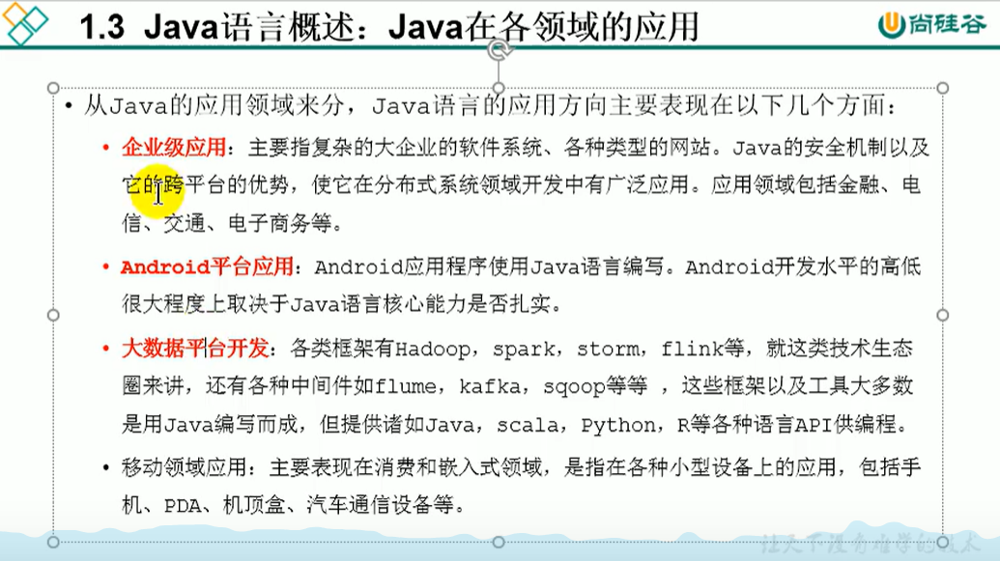 1.3 Java语言概述：Java在各领域的应用
尚硅谷
• 从Java的应用领域来分，Java语言的应用方向主要表现在以下几个方面：
• 企业级应用：主要指复杂的大企业的软件系统、各种类型的网站。Java的安全机制以及
它的跨平台的优势，使它在分布式系统领域开发中有广泛应用。应用领域包括金融、电
信、交通、电子商务等。
• Android平台应用：Android应用程序使用Java语言编写。Android开发水平的高低
很大程度上取决于Java语言核心能力是否扎实。
• 大数据平台开发：各类框架有Hadoop，spark，storm，flink等，就这类技术生态
圈来讲，还有各种中间件如flume，kafka，sqoop等等 ，这些框架以及工具大多数
是用Java编写而成，但提供诸如Java，scala，Python，R等各种语言API供编程。
• 移动领域应用：主要表现在消费和嵌入式领域，是指在各种小型设备上的应用，包括手
机、PDA、机顶盒、汽车通信设备等。
让天下没有难学的技术